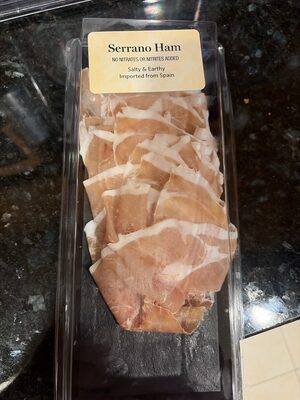 Serrano Ham
NO NITRATES OR NITRITES ADDED
Salty & Earthy
Imported from Spain